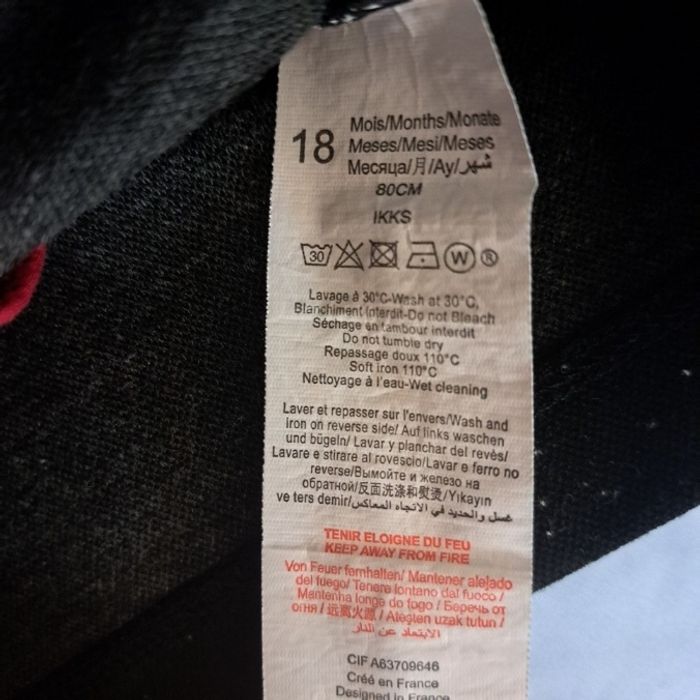 18
Mois/Months/Monate
Meses/Mesi/Meses
Месяца/月/Ay/شهر
80CM
IKKS
30 W ®
Lavage à 30°C-Wash at 30°C,
Blanchiment Interdit-Do not Bleach
Séchage en tambour interdit
Do not tumble dry
Repassage doux 110°C
Soft iron 110°C
Nettoyage à l'eau-Wet cleaning
Laver et repasser sur l'envers/Wash and
iron on reverse side/ Auf links waschen
und bügeln/ Lavar y planchar del revés/
Lavare e stirare al rovescio/Lavar e ferro no
reverse/Вымойте и железо на
обратной/反面洗涤和熨烫/Yıkayın
ve ters demir/غسل والحديد في الاتجاه المعاكس
TENIR ELOIGNE DU FEU
KEEP AWAY FROM FIRE
Von Feuer fernhalten/ Mantener alejado
del fuego/ Tenere lontano dal fuoco /
Mantenha longe do fogo / Беречь от
огня / 远离火源 / Ateşten uzak tutun /
الابتعاد عن النار
CIF A63709646
Créé en France
Designed in France